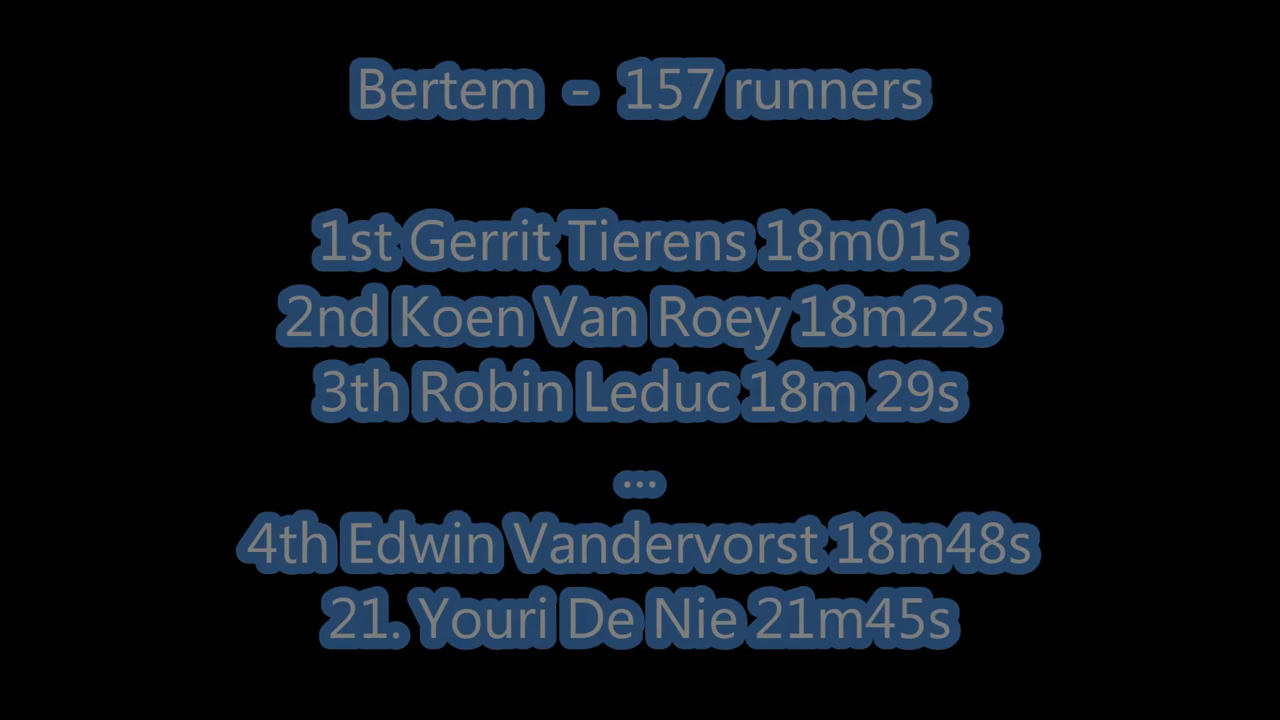 Bertem - 157 runners
1st Gerrit Tierens 18m01s
2nd Koen Van Roey 18m22s
3th Robin Leduc 18m 29s
...
4th Edwin Vandervorst 18m48s
21. Youri De Nie 21m45s